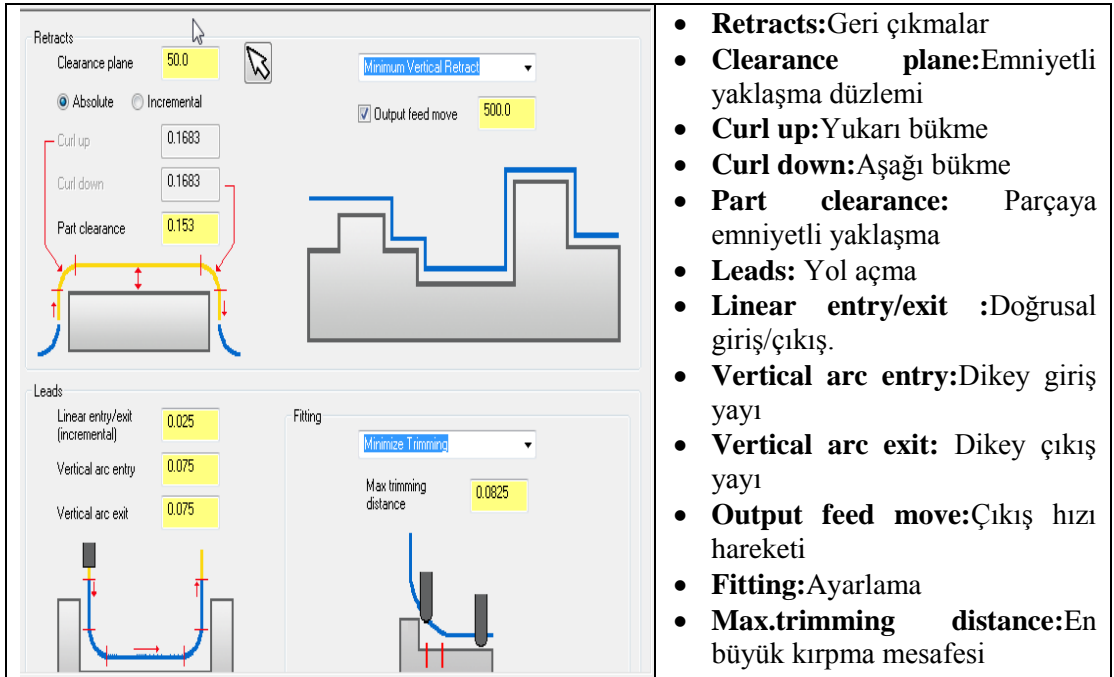 Retracts
Clearance plane 50.0
Minimum Vertical Retract
Absolute Incremental
Output feed move 500.0
Curl up 0.1683
Curl down 0.1683
Part clearance 0.153
Leads
Linear entry/exit
(incremental) 0.025
Vertical arc entry 0.075
Vertical arc exit 0.075
Fitting
Minimize Trimming
Max trimming
distance 0.0825
• Retracts:Geri çıkmalar
• Clearance plane:Emniyetli
yaklaşma düzlemi
• Curl up:Yukarı bükme
• Curl down:Aşağı bükme
• Part clearance: Parçaya
emniyetli yaklaşma
• Leads: Yol açma
• Linear entry/exit :Doğrusal
giriş/çıkış.
• Vertical arc entry:Dikey giriş
yayı
• Vertical arc exit: Dikey çıkış
yayı
• Output feed move:Çıkış hızı
hareketi
• Fitting:Ayarlama
• Max.trimming distance:En
büyük kırpma mesafesi